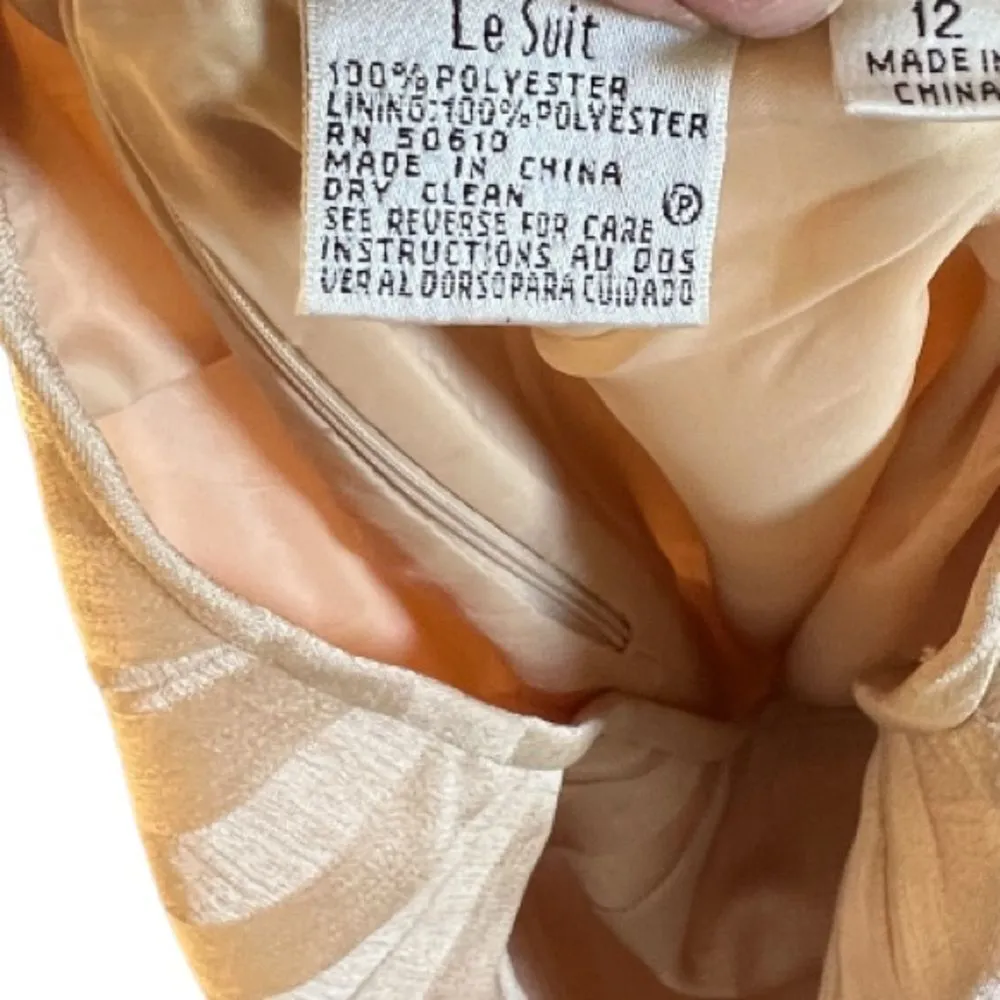 Le Suit
100% POLYESTER
LINING:100% POLYESTER
RN 50610
MADE IN CHINA
DRY CLEAN
P
SEE REVERSE FOR CARE
INSTRUCTIONS AU DOS
VER AL DORSO PARA CUIDADO
12
MADE IN
CHINA